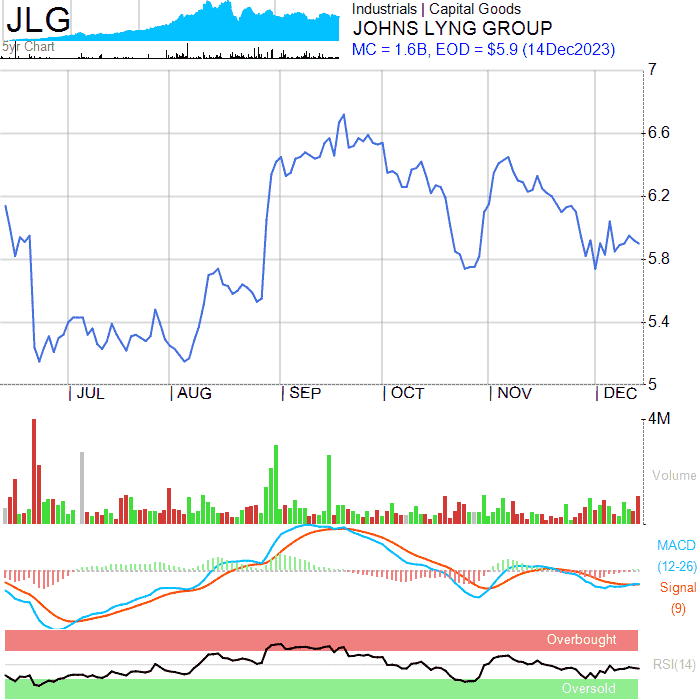 JLG
5yr Chart
Industrials | Capital Goods
JOHNS LYNG GROUP
MC = 1.6B, EOD = $5.9 (14Dec2023)
7
6.6
6.2
5.8
5.4
5
JUL AUG SEP OCT NOV DEC
4M
Volume
MACD
(12-26)
Signal
(9)
Overbought
RSI(14)
Oversold